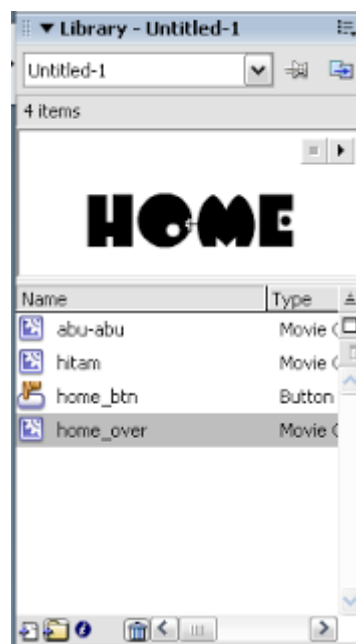 Library - Untitled-1
Untitled-1
4 items
HOME
Name Type
abu-abu Movie C
hitam Movie C
home_btn Button
home_over Movie C